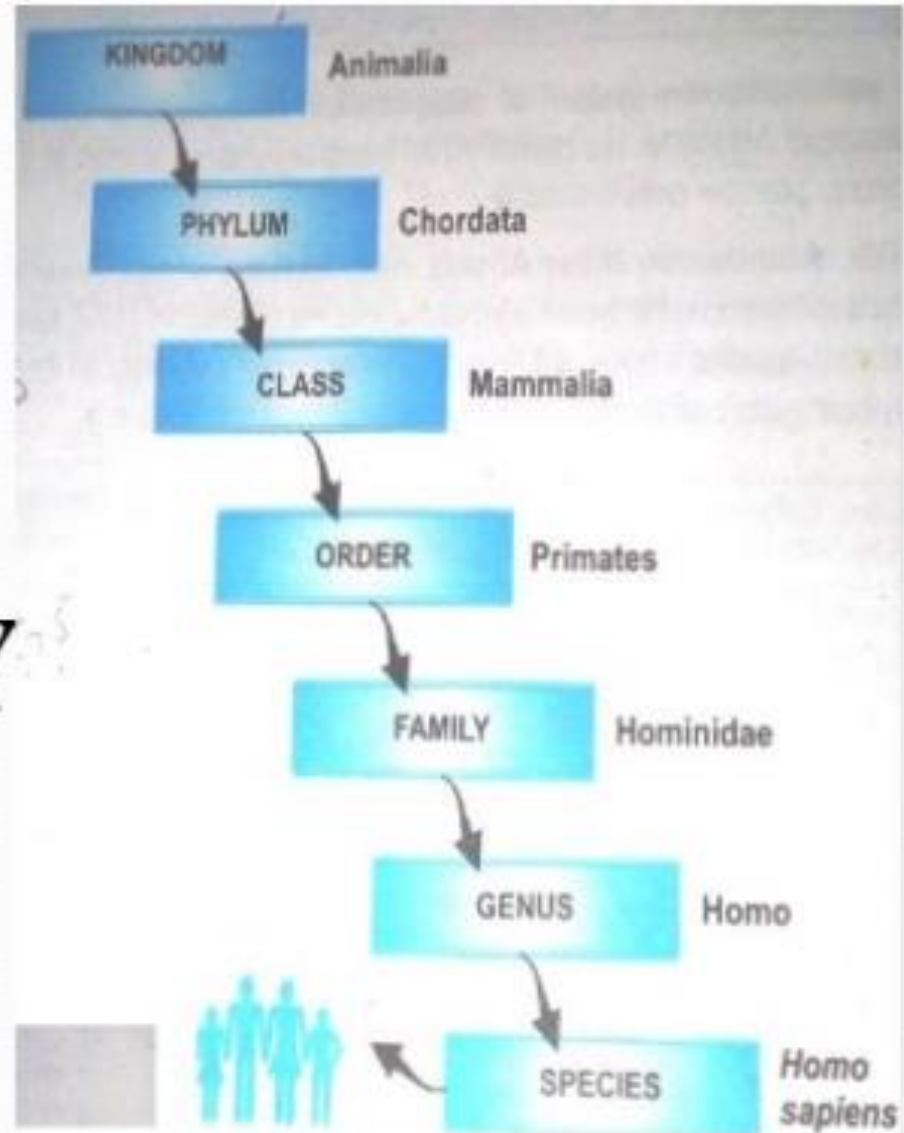 KINGDOM Animalia
PHYLUM Chordata
CLASS Mammalia
ORDER Primates
FAMILY Hominidae
GENUS Homo
SPECIES Homo
sapiens